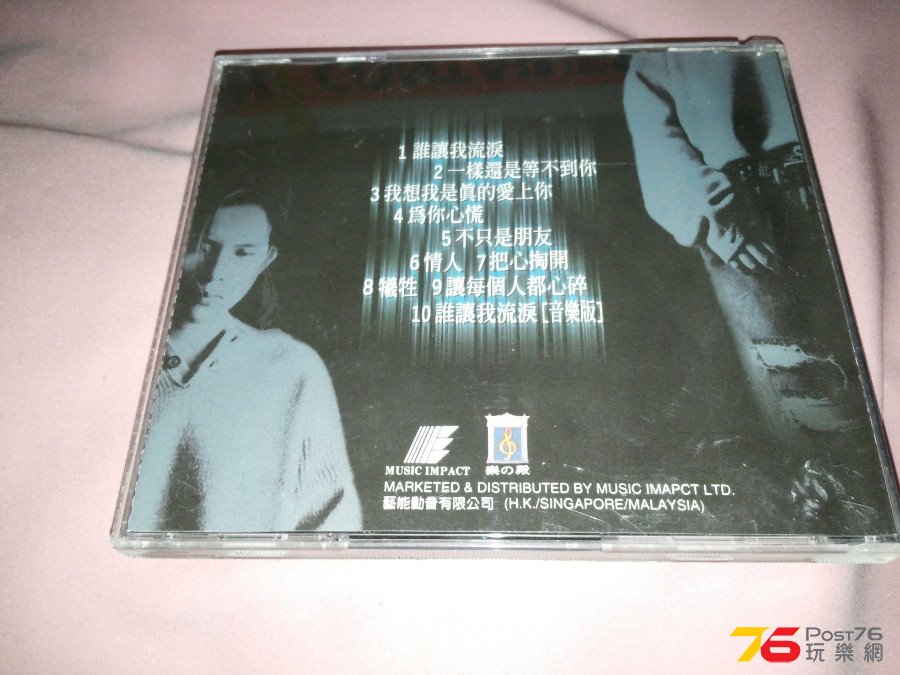 1 誰讓我流淚
2 一樣還是等不到你
3 我想我是眞的愛上你
4 爲你心慌
5 不只是朋友
6 情人 7 把心掏開
8 犧牲 9 讓每個人都心碎
10 誰讓我流淚[音樂版]
MUSIC IMPACT 樂の殿
MARKETED & DISTRIBUTED BY MUSIC IMAPCT LTD.
藝能動音有限公司 (H.K./SINGAPORE/MALAYSIA)
76 Post76
玩樂網